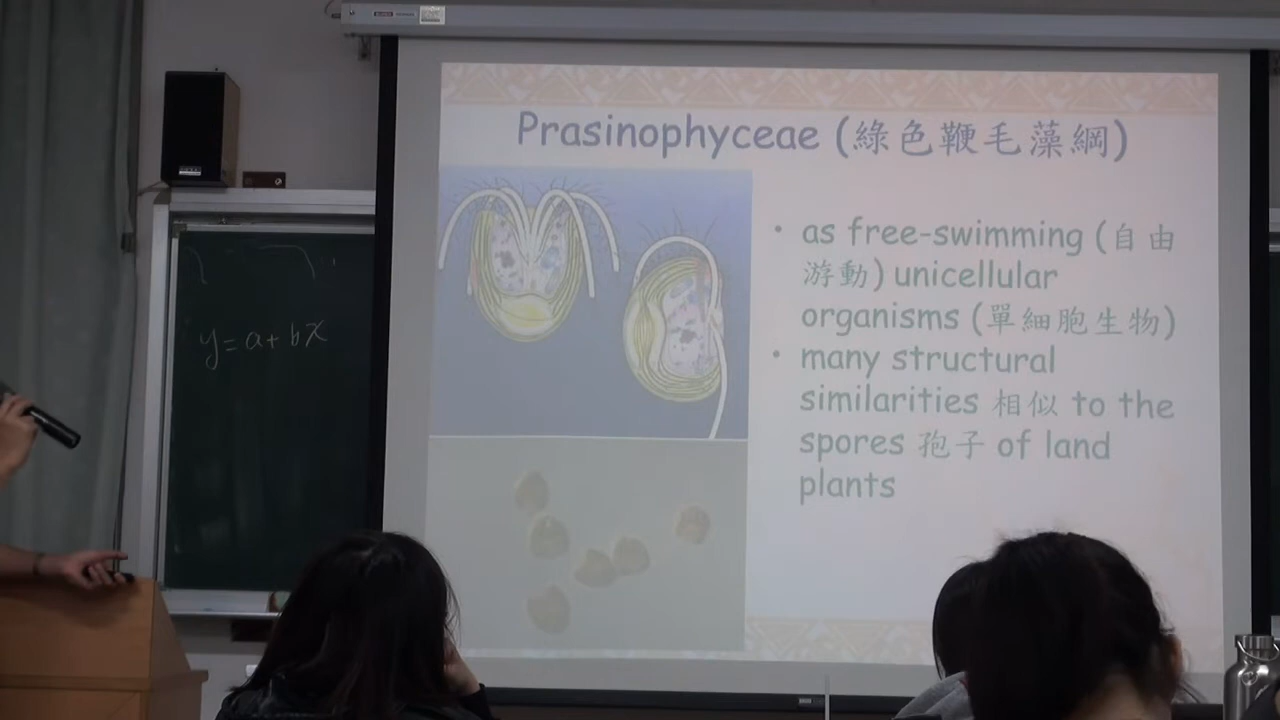 Prasinophyceae (綠色鞭毛藻綱)
• as free-swimming (自由
游動) unicellular
organisms (單細胞生物)
• many structural
similarities 相似 to the
spores 孢子 of land
plants
y = a + bx